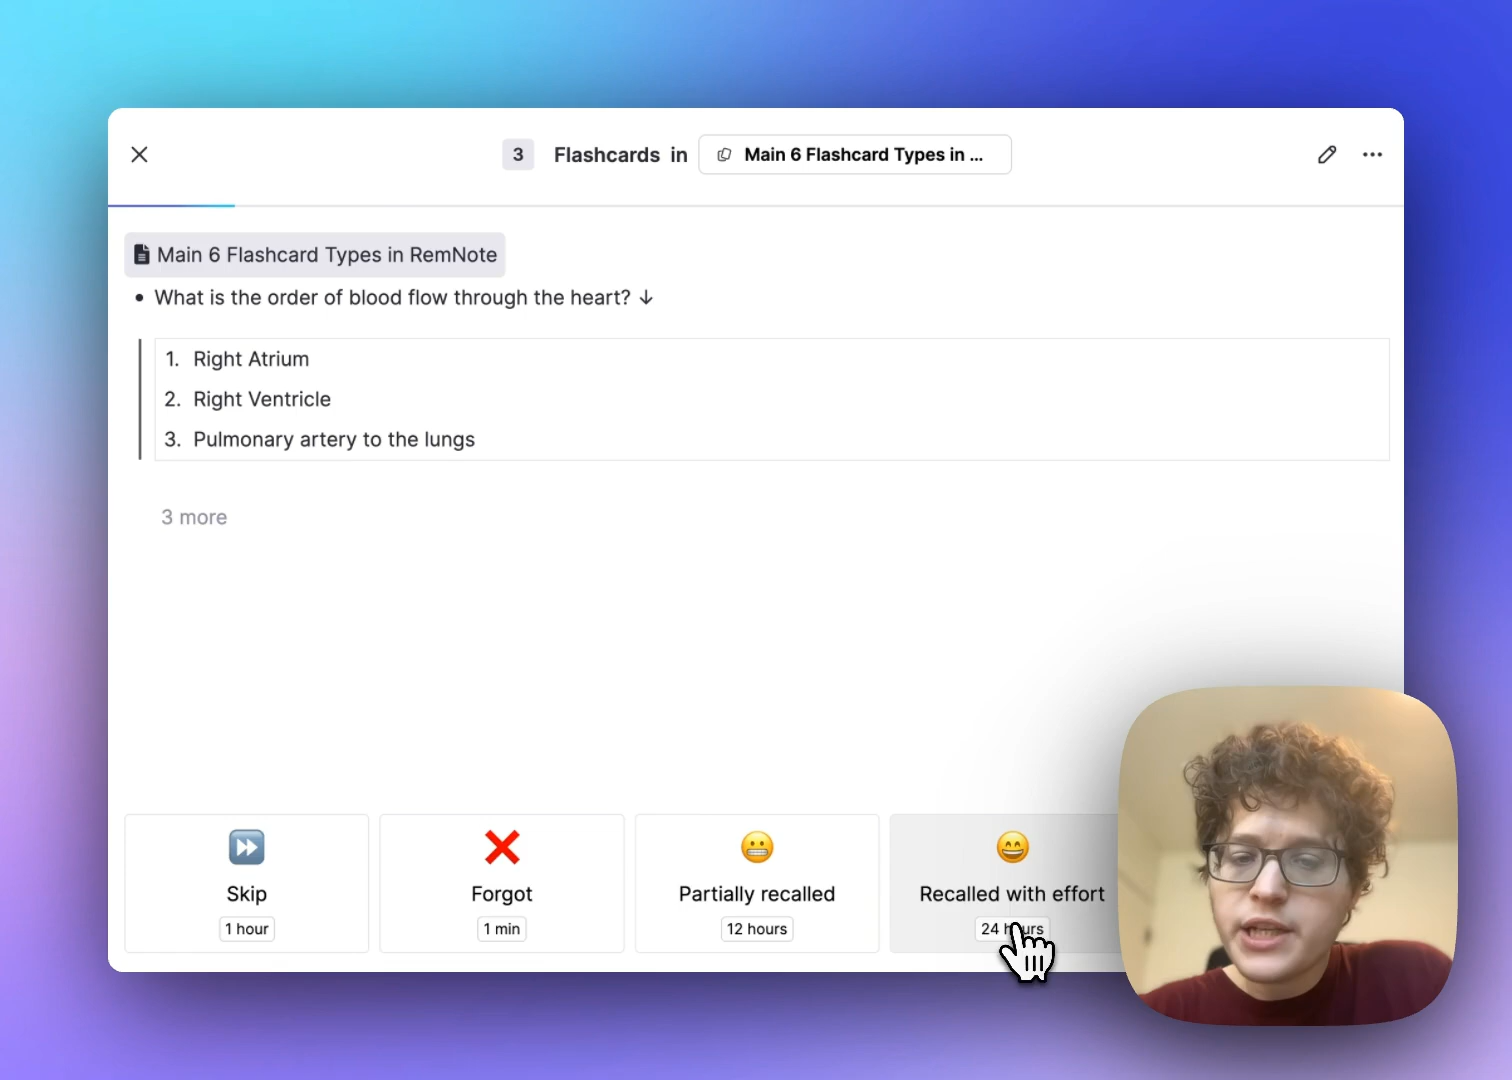 3 Flashcards in Main 6 Flashcard Types in ...
Main 6 Flashcard Types in RemNote
• What is the order of blood flow through the heart? ↓
1. Right Atrium
2. Right Ventricle
3. Pulmonary artery to the lungs
3 more
Skip
1 hour
Forgot
1 min
Partially recalled
12 hours
Recalled with effort
24 hours